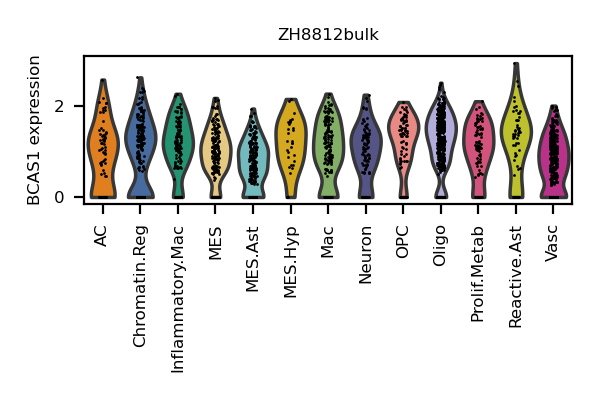 ZH8812bulk
BCAS1 expression
2
0
AC
Chromatin.Reg
Inflammatory.Mac
MES
MES.Ast
MES.Hyp
Mac
Neuron
OPC
Oligo
Prolif.Metab
Reactive.Ast
Vasc